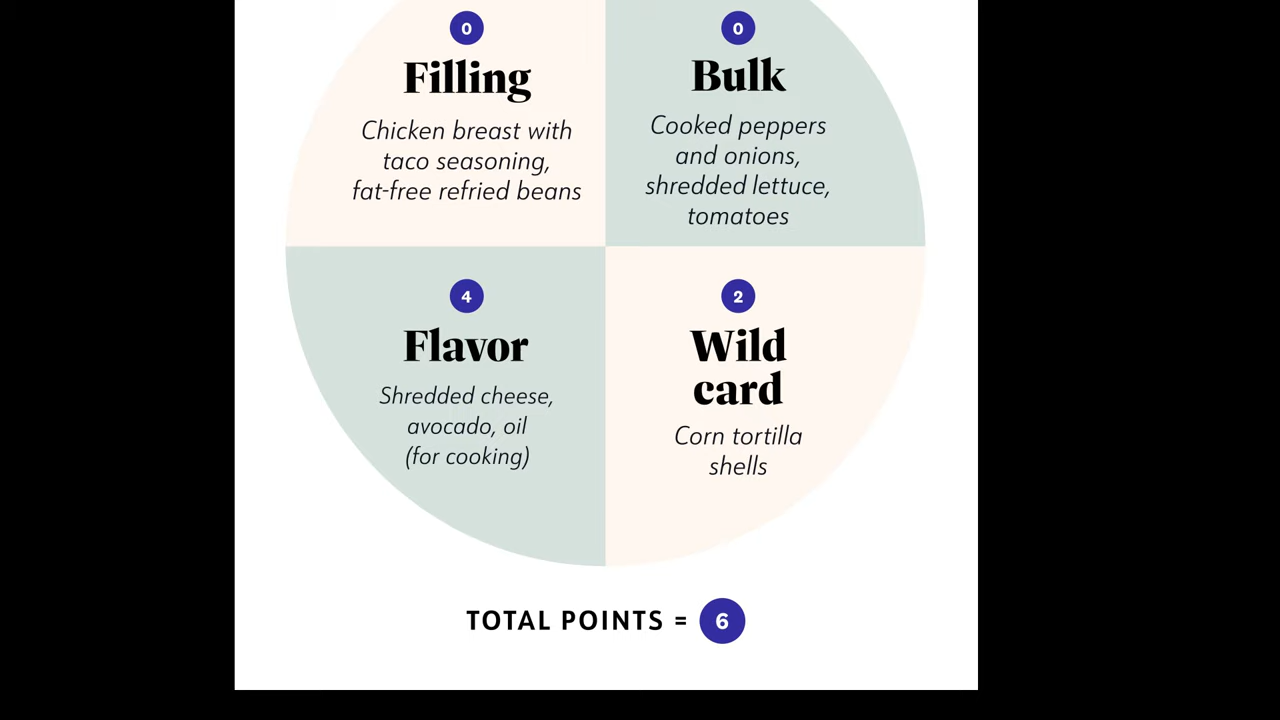 0
Filling
Chicken breast with
taco seasoning,
fat-free refried beans
0
Bulk
Cooked peppers
and onions,
shredded lettuce,
tomatoes
4
Flavor
Shredded cheese,
avocado, oil
(for cooking)
2
Wild
card
Corn tortilla
shells
TOTAL POINTS = 6